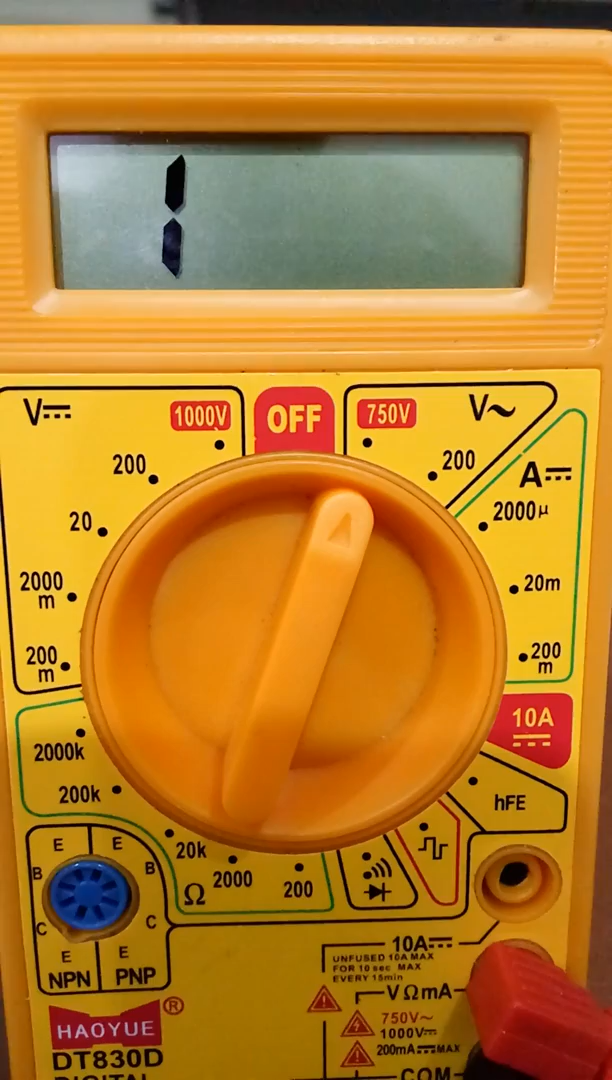 1
V⎓
1000V
OFF
750V
V~
200
200
A⎓
20
2000µ
2000
m
20m
200
m
200
m
2000k
10A
⎓
200k
hFE
20k
Ω
2000
200
E
E
B
B
C
C
E
E
NPN
PNP
10A⎓
UNFUSED 10A MAX
FOR 10 sec MAX
EVERY 15min
VΩmA
750V~
1000V⎓
200mA⎓MAX
COM
HAOYUE®
DT830D
DIGITAL